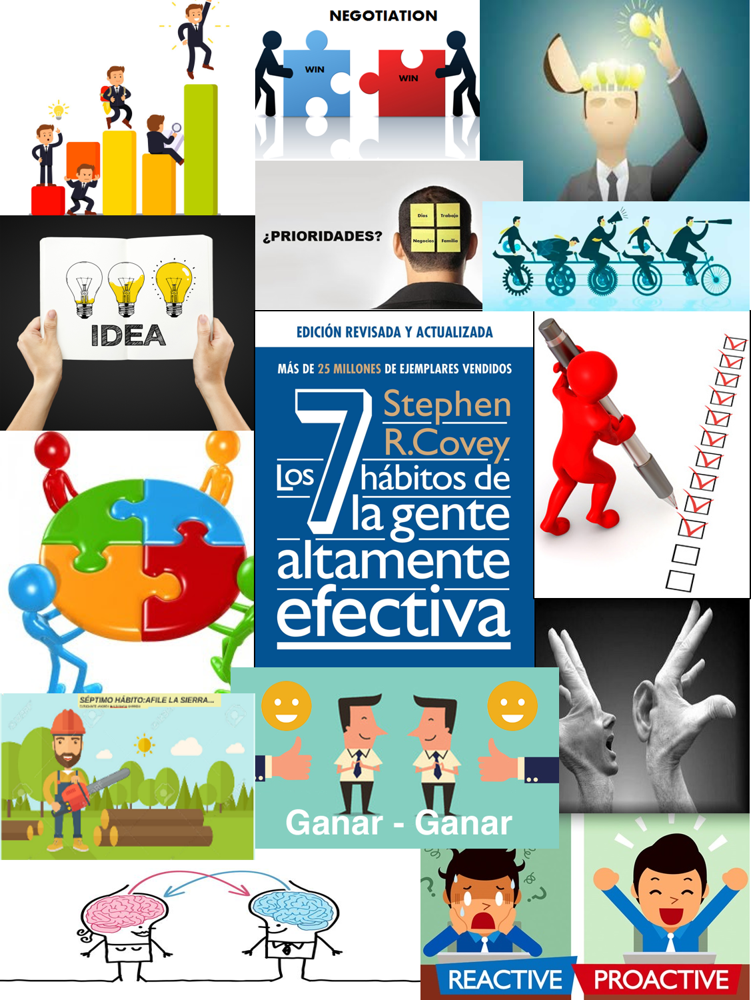 NEGOTIATION
WIN
WIN
¿PRIORIDADES?
Dios
Trabajo
Negocios
Familia
IDEA
EDICIÓN REVISADA Y ACTUALIZADA
MÁS DE 25 MILLONES DE EJEMPLARES VENDIDOS
Stephen
R.Covey
Los 7 hábitos de
la gente
altamente
efectiva
SÉPTIMO HÁBITO:AFILE LA SIERRA...
Ganar - Ganar
REACTIVE
PROACTIVE